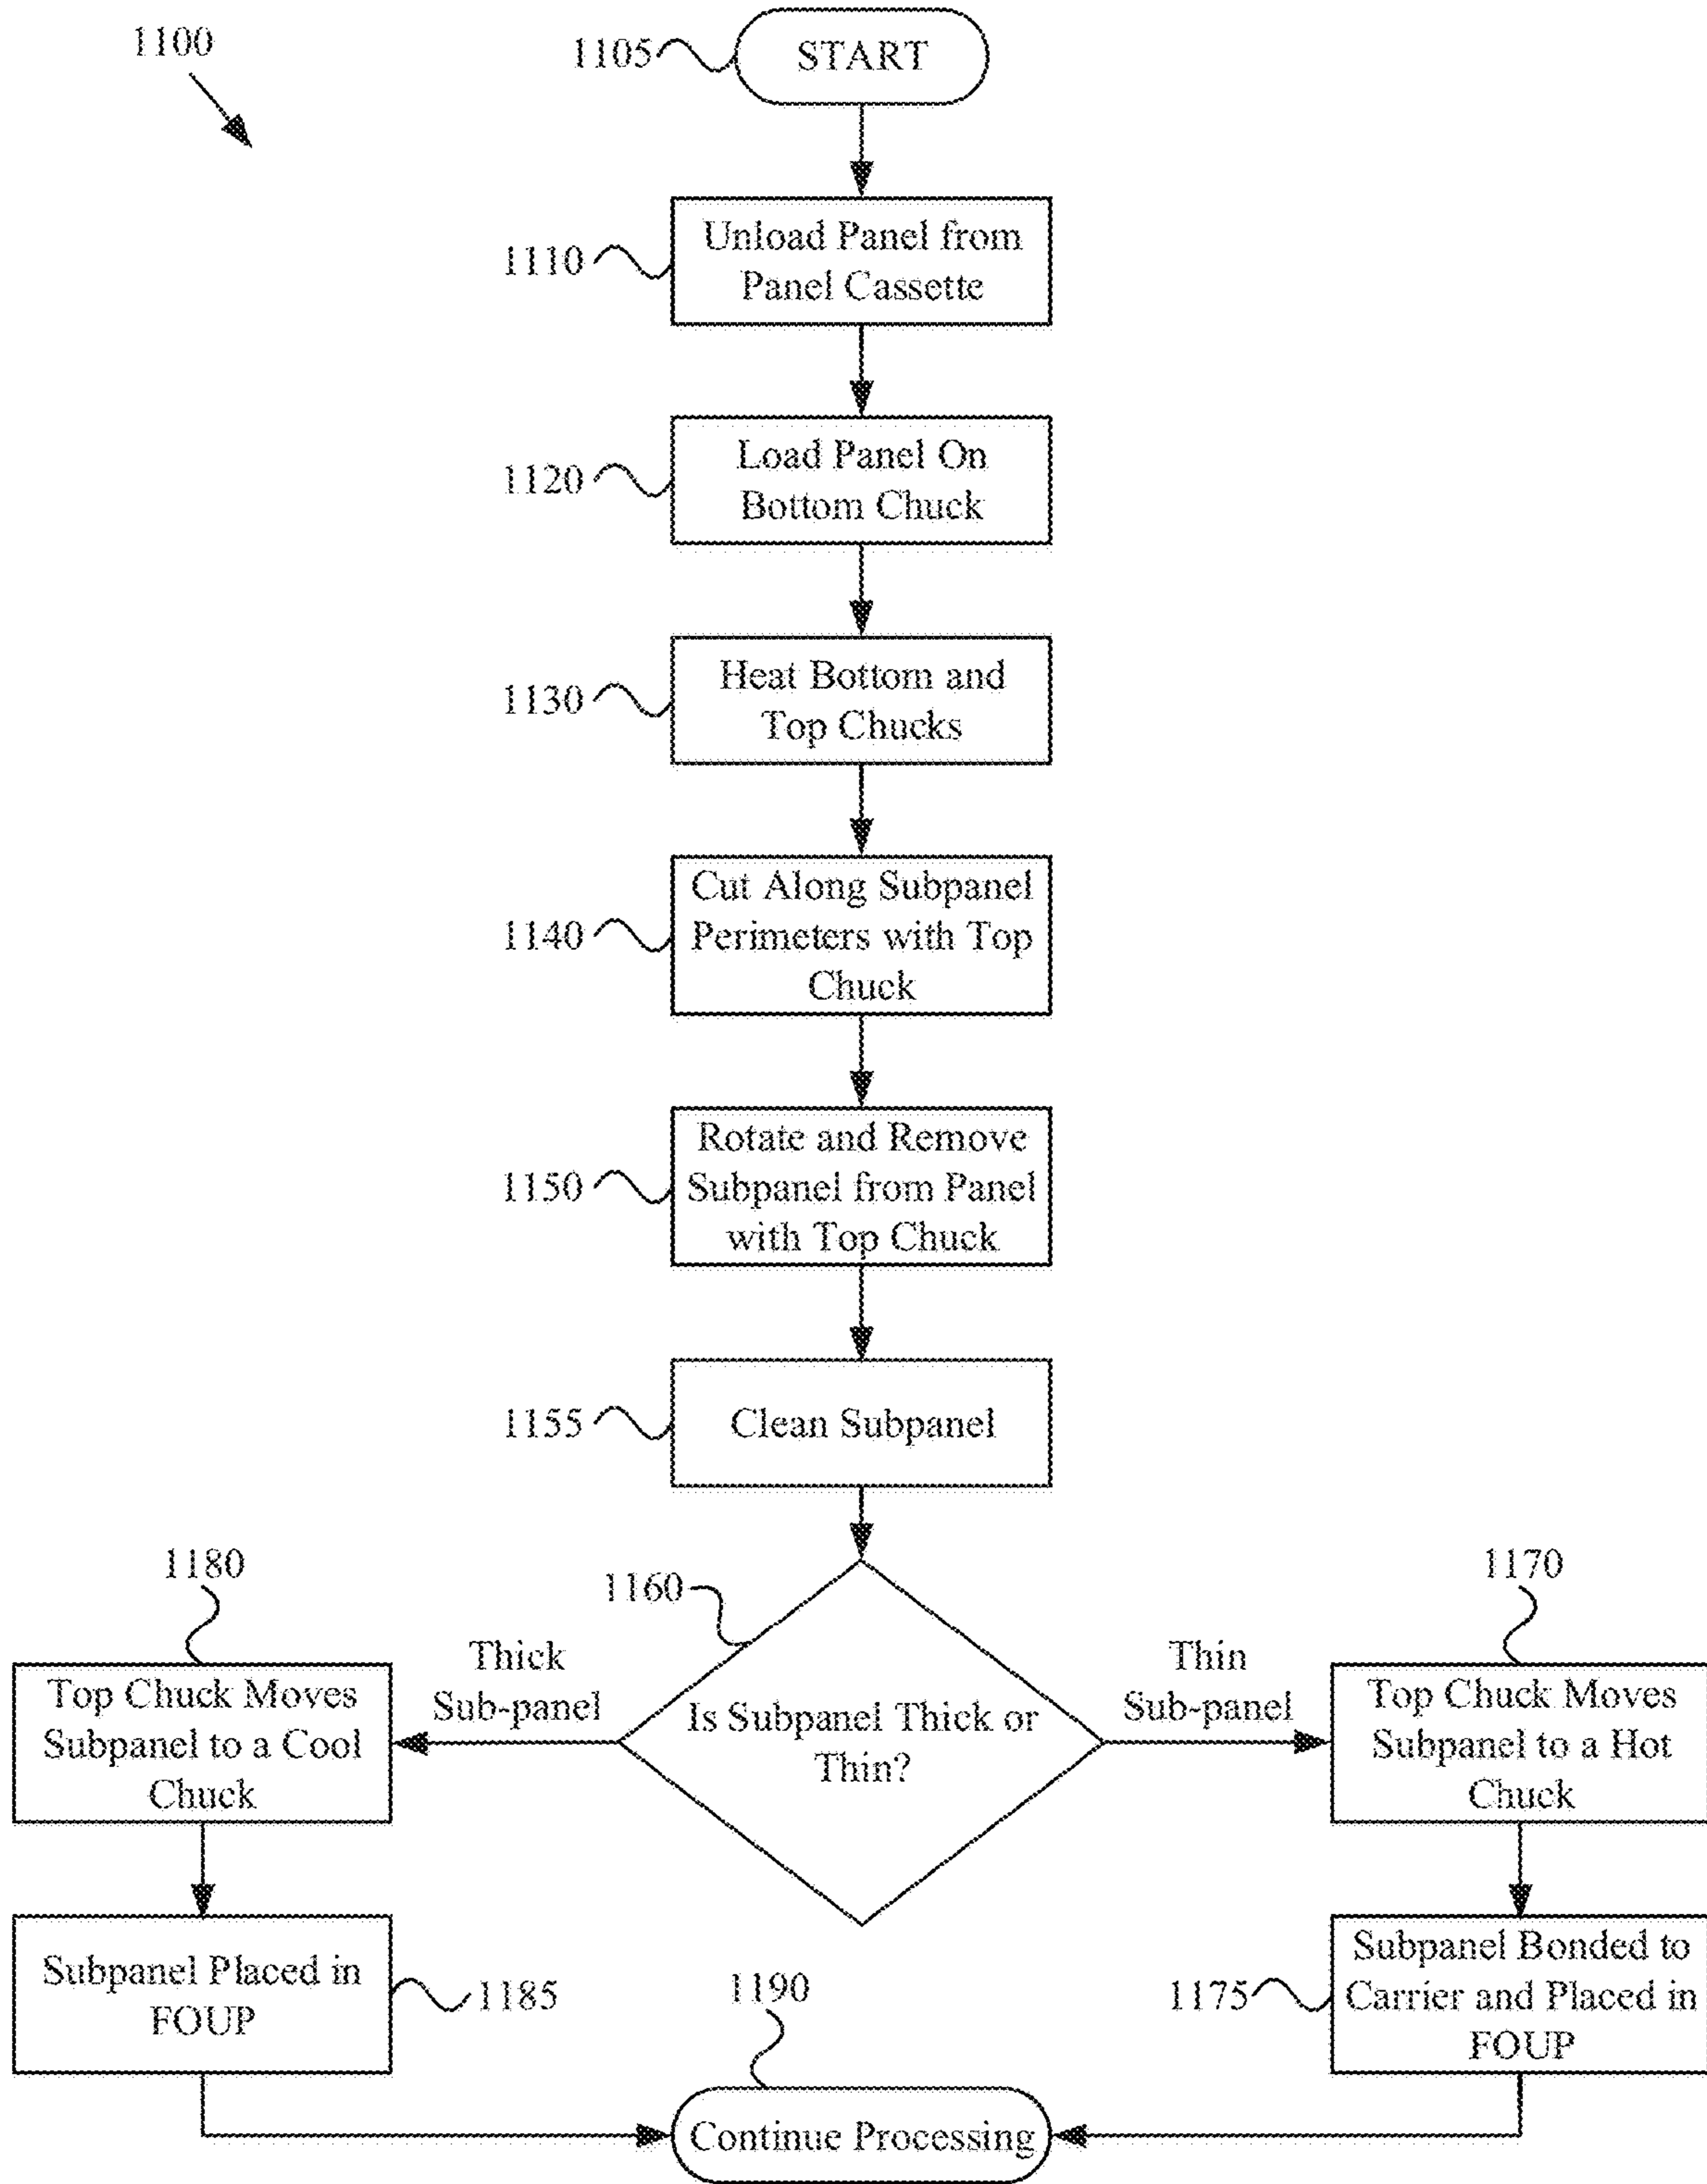 1100
1105
START
1110
Unload Panel from
Panel Cassette
1120
Load Panel On
Bottom Chuck
1130
Heat Bottom and
Top Chucks
1140
Cut Along Subpanel
Perimeters with Top
Chuck
1150
Rotate and Remove
Subpanel from Panel
with Top Chuck
1155
Clean Subpanel
1160
Is Subpanel Thick or
Thin?
Thick
Sub-panel
Thin
Sub-panel
1180
Top Chuck Moves
Subpanel to a Cool
Chuck
1170
Top Chuck Moves
Subpanel to a Hot
Chuck
Subpanel Placed in
FOUP
1185
1175
Subpanel Bonded to
Carrier and Placed in
FOUP
1190
Continue Processing